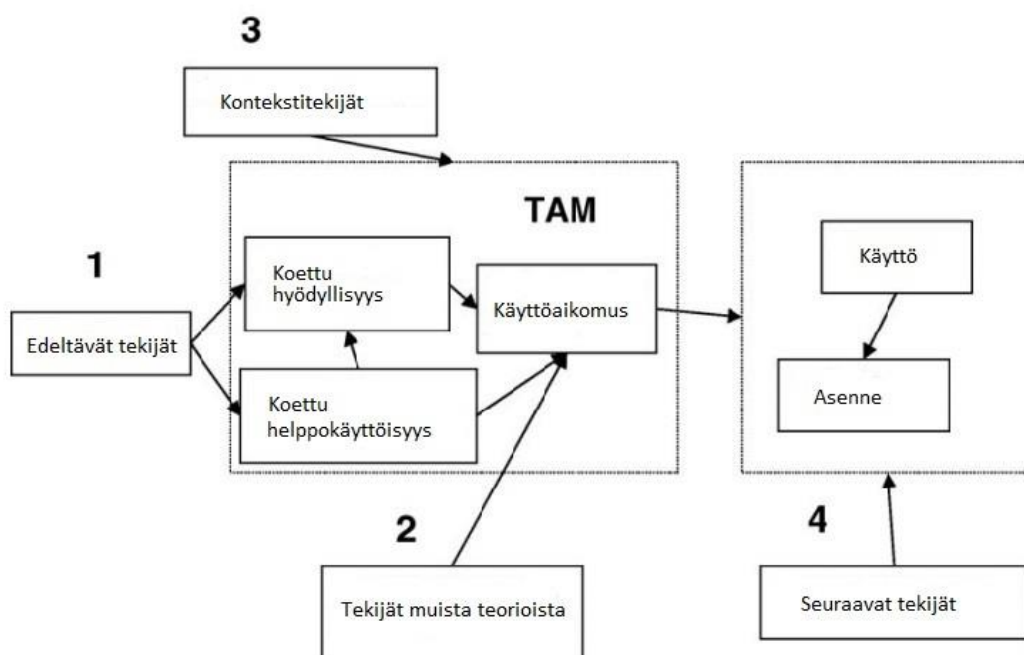 3
Kontekstitekijät
TAM
1
Koettu
hyödyllisyys
Käyttö
Käyttöaikomus
Edeltävät tekijät
Koettu
helppokäyttöisyys
Asenne
2
4
Tekijät muista teorioista
Seuraavat tekijät